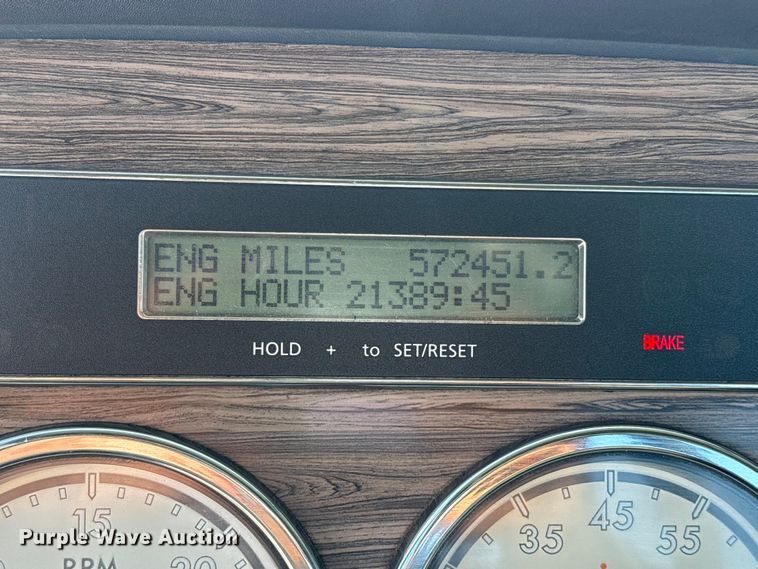 ENG MILES 572451.2
ENG HOUR 21389:45
HOLD + to SET/RESET
BRAKE
15
20
RPM
35
45
55
Purple Wave Auction